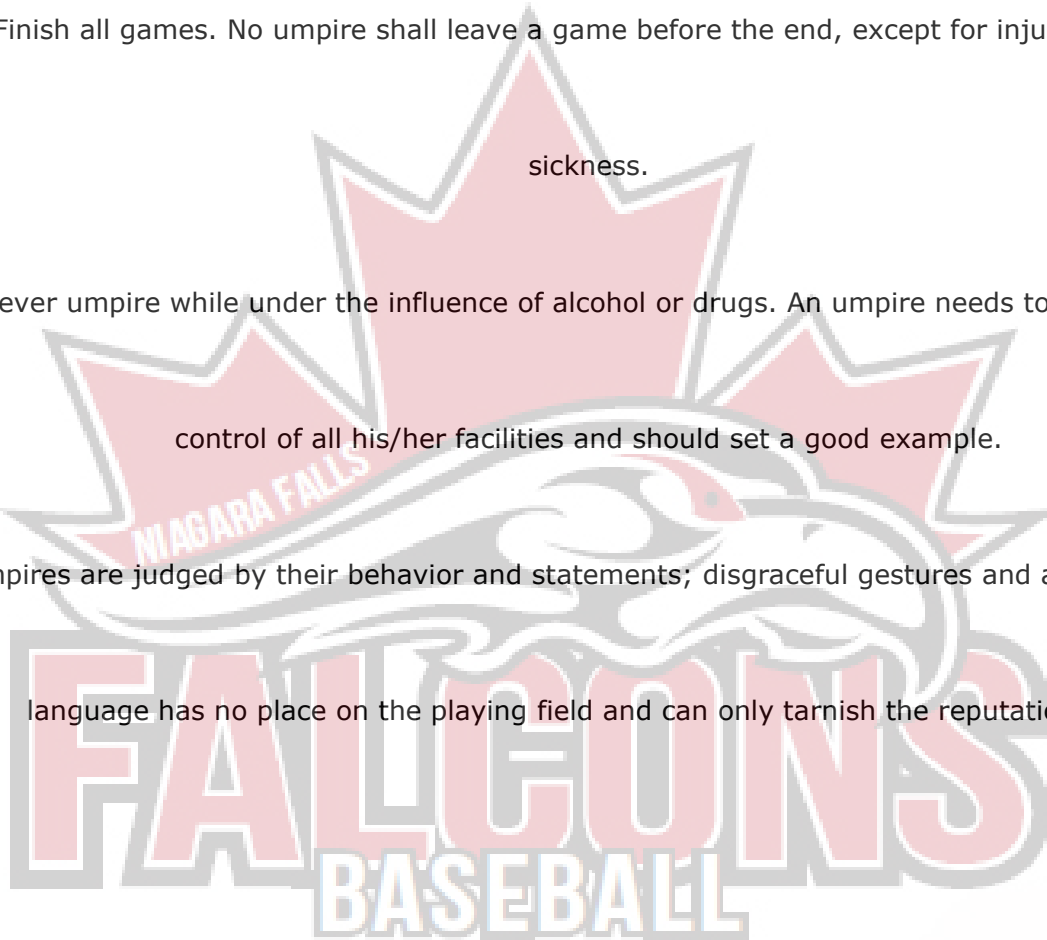 Finish all games. No umpire shall leave a game before the end, except for inju
sickness.
ever umpire while under the influence of alcohol or drugs. An umpire needs to
control of all his/her facilities and should set a good example.
NIAGARA FALLS
mpires are judged by their behavior and statements; disgraceful gestures and a
language has no place on the playing field and can only tarnish the reputati
FALCONS
BASEBALL